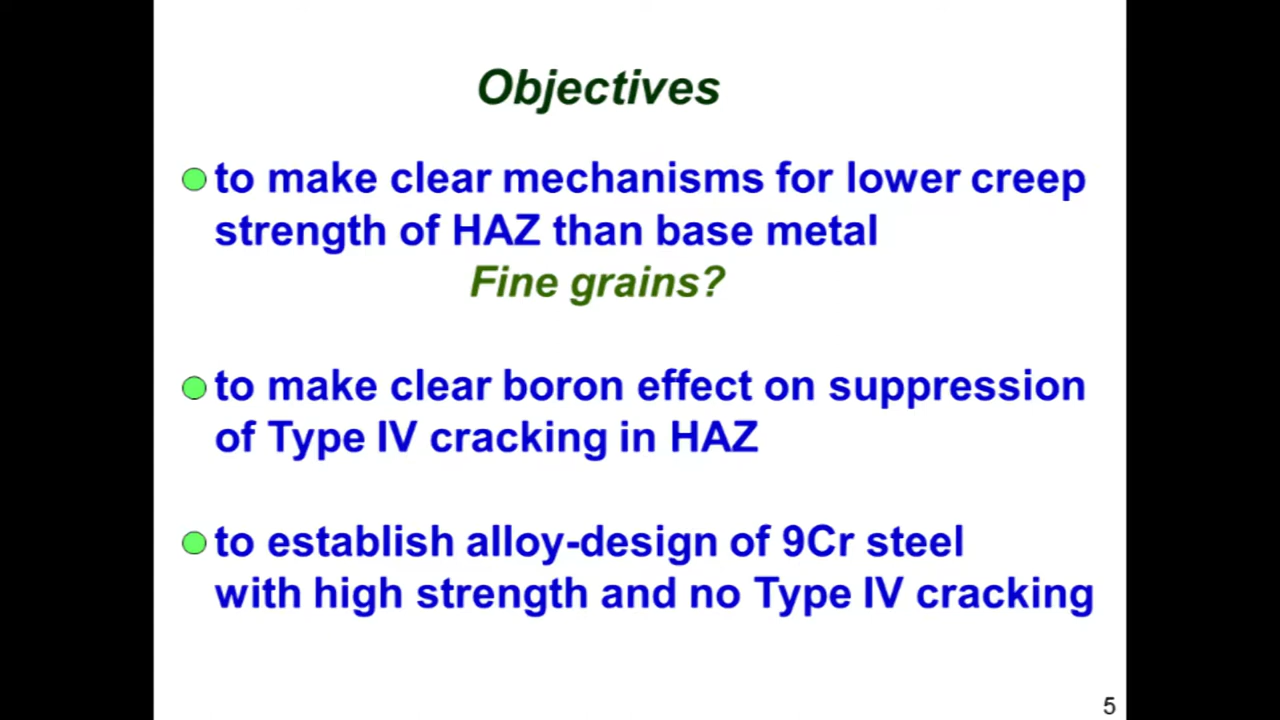 Objectives
to make clear mechanisms for lower creep
strength of HAZ than base metal
Fine grains?
to make clear boron effect on suppression
of Type IV cracking in HAZ
to establish alloy-design of 9Cr steel
with high strength and no Type IV cracking
5